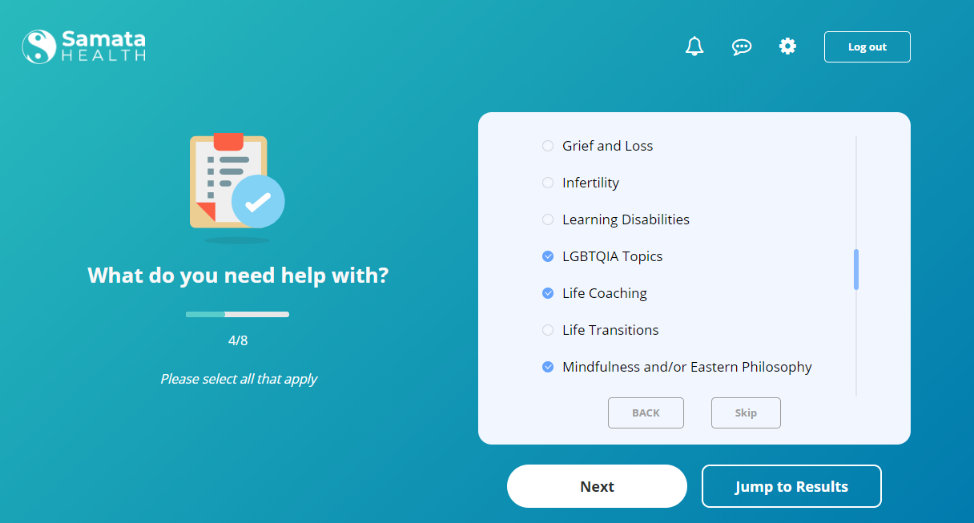 Samata
HEALTH
Log out
What do you need help with?
4/8
Please select all that apply
Grief and Loss
Infertility
Learning Disabilities
LGBTQIA Topics
Life Coaching
Life Transitions
Mindfulness and/or Eastern Philosophy
BACK
Skip
Next
Jump to Results